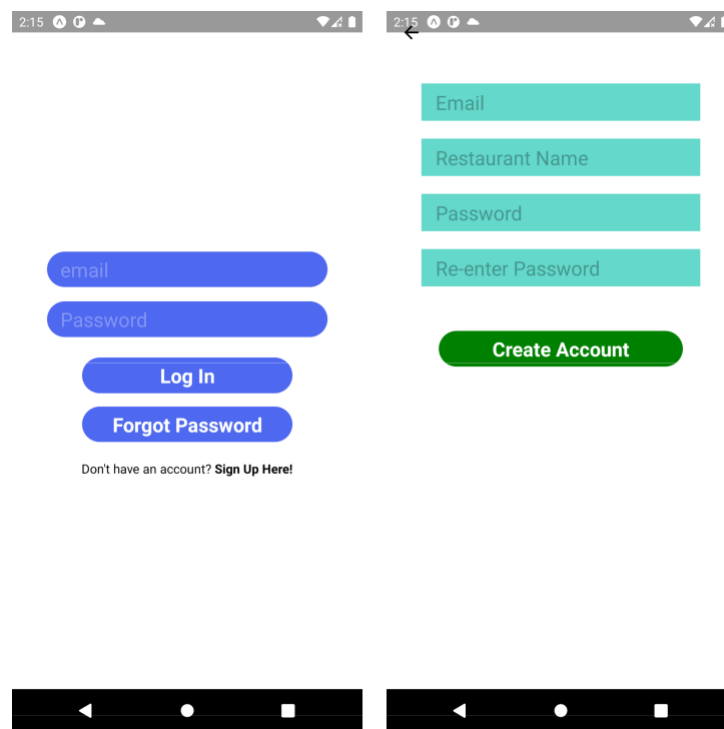 2:15
email
Password
Log In
Forgot Password
Don't have an account? Sign Up Here!
2:15
Email
Restaurant Name
Password
Re-enter Password
Create Account